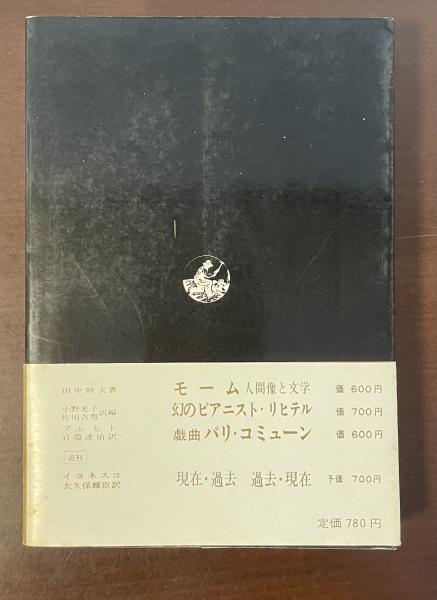 田中睦夫著 モーム 人間像と文学 価 600円
小野光子 佐川吉男 訳編 幻のピアニスト・リヒテル 価 700円
ブレヒト 岩淵達治訳 戯曲 パリ・コミューン 価 600円
近刊
イヨネスコ 大久保輝臣訳 現在・過去 過去・現在 予価 700円
定価 780円